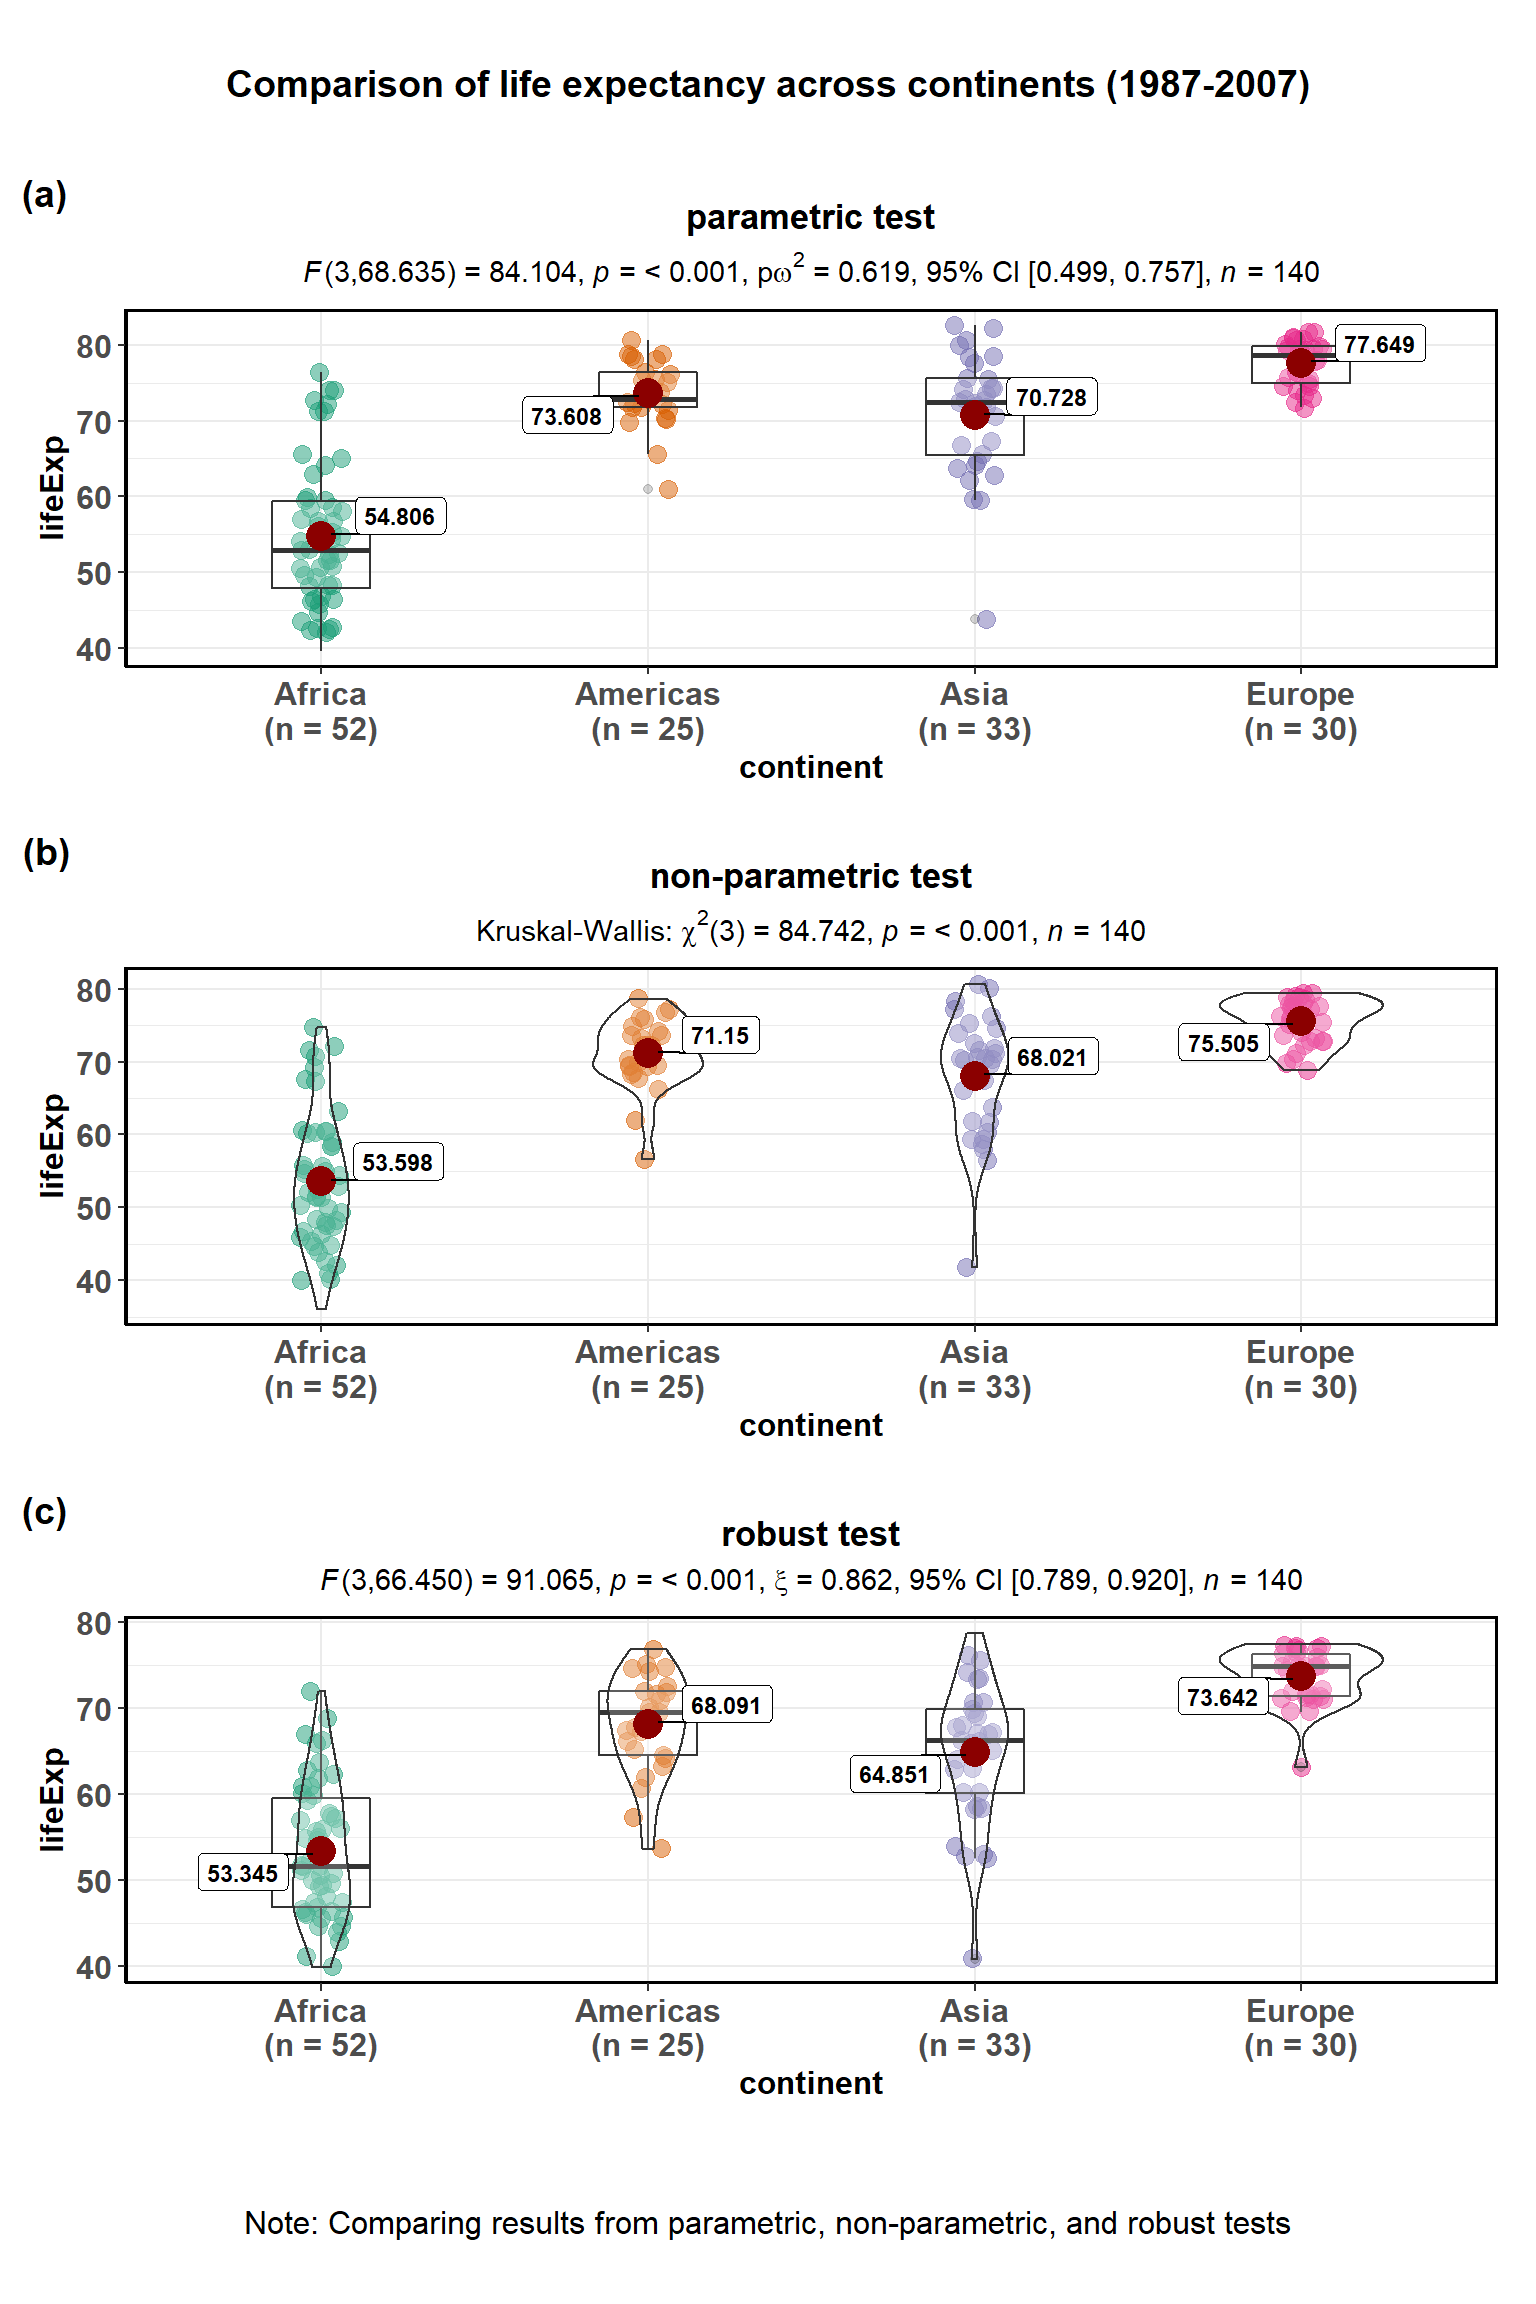 Comparison of life expectancy across continents (1987-2007)
(a)
parametric test
F(3,68.635) = 84.104, p = < 0.001, pω² = 0.619, 95% CI [0.499, 0.757], n = 140
lifeExp
80
70
60
50
40
54.806
73.608
70.728
77.649
Africa
(n = 52)
Americas
(n = 25)
Asia
(n = 33)
Europe
(n = 30)
continent
(b)
non-parametric test
Kruskal-Wallis: χ²(3) = 84.742, p = < 0.001, n = 140
lifeExp
80
70
60
50
40
53.598
71.15
68.021
75.505
Africa
(n = 52)
Americas
(n = 25)
Asia
(n = 33)
Europe
(n = 30)
continent
(c)
robust test
F(3,66.450) = 91.065, p = < 0.001, ξ = 0.862, 95% CI [0.789, 0.920], n = 140
lifeExp
80
70
60
50
40
53.345
68.091
64.851
73.642
Africa
(n = 52)
Americas
(n = 25)
Asia
(n = 33)
Europe
(n = 30)
continent
Note: Comparing results from parametric, non-parametric, and robust tests